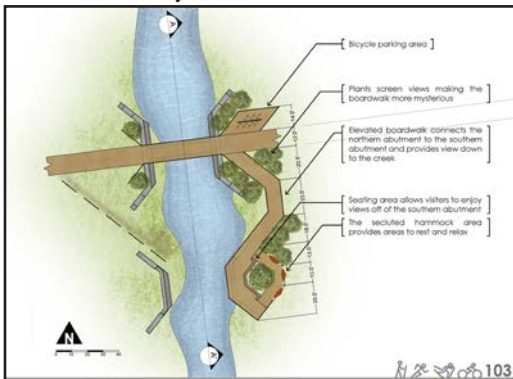 A
Bicycle parking area
Plants screen views making the
boardwalk more mysterious
Elevated boardwalk connects the
northern abutment to the southern
abutment and provides view down
to the creek
Seating area allows visiters to enjoy
views off of the southern abutment
The secluted hammock area
provides areas to rest and relax
N
A'
103